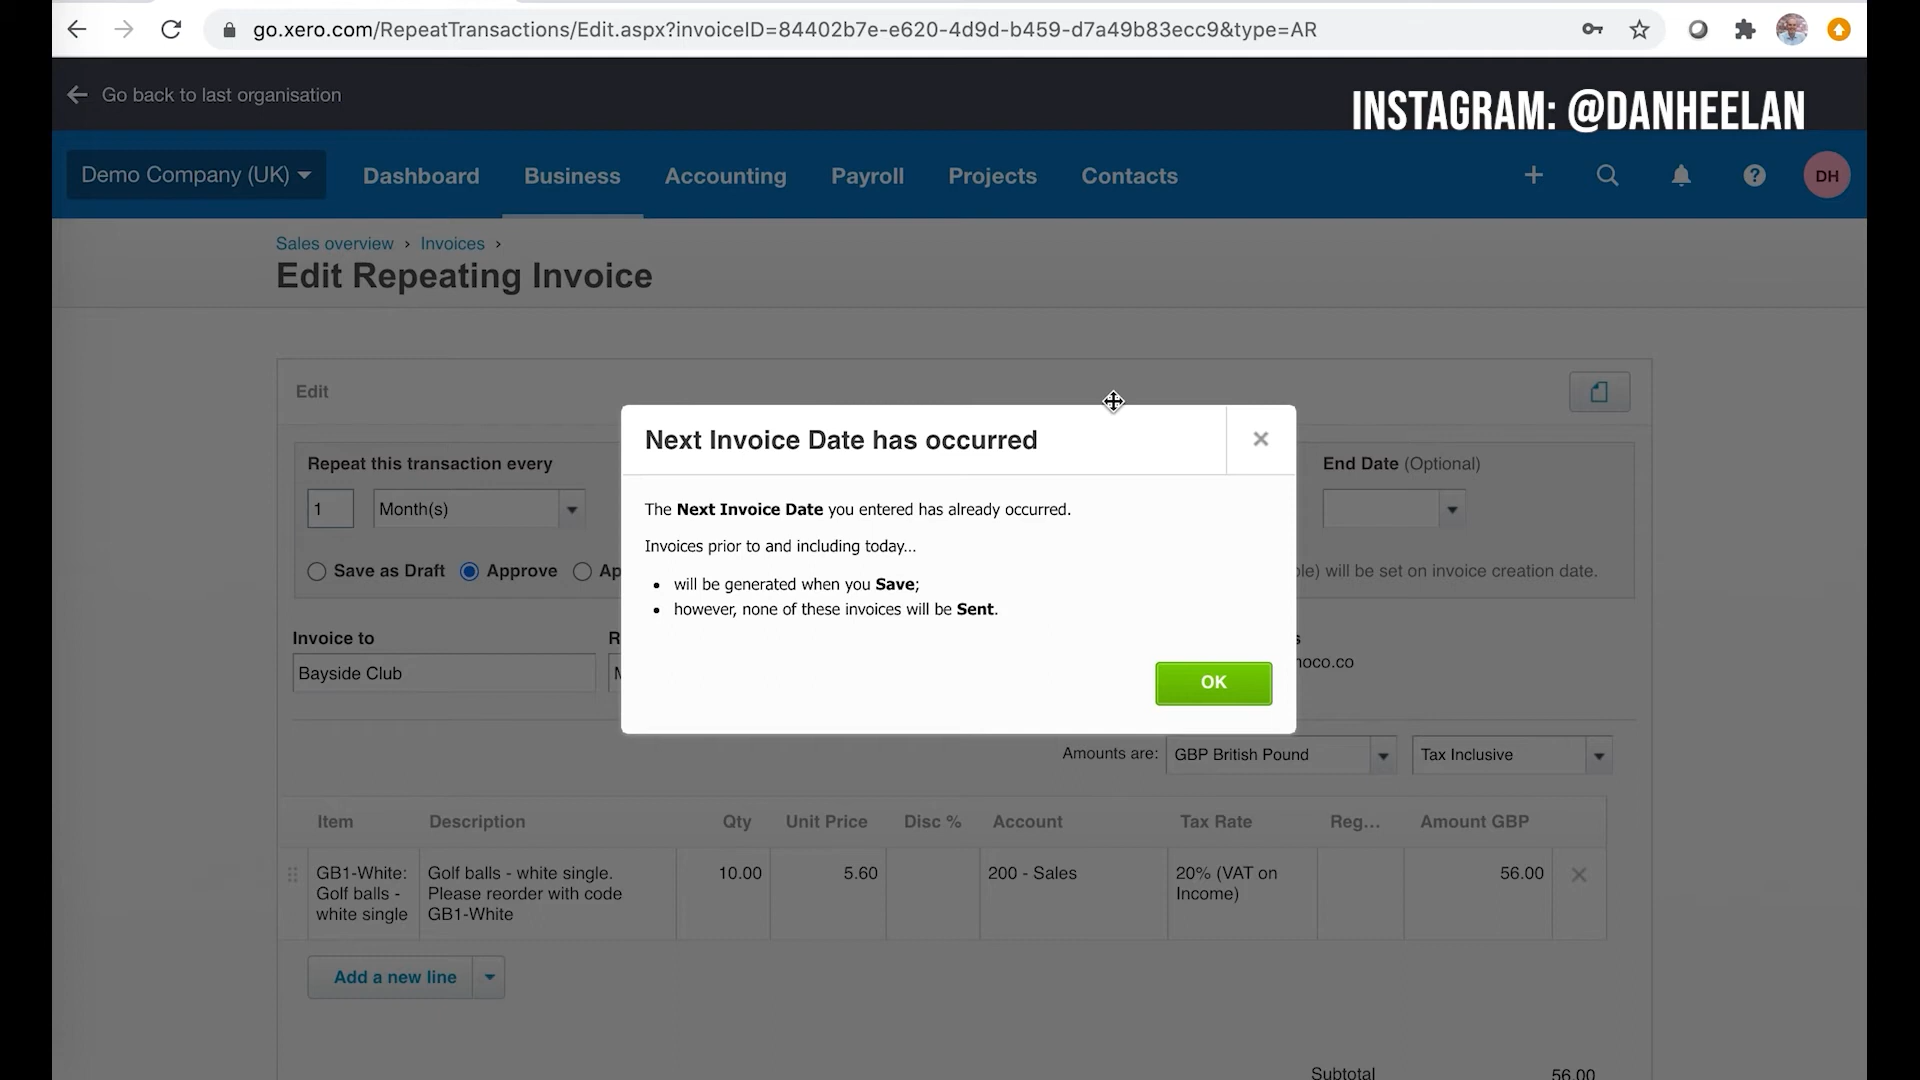 go.xero.com/RepeatTransactions/Edit.aspx?invoiceID=84402b7e-e620-4d9d-b459-d7a49b83ecc9&type=AR
Go back to last organisation
INSTAGRAM: @DANHEELAN
Demo Company (UK) Dashboard Business Accounting Payroll Projects Contacts DH
Sales overview › Invoices ›
Edit Repeating Invoice
Edit
Next Invoice Date has occurred
Repeat this transaction every
End Date (Optional)
1 Month(s)
The Next Invoice Date you entered has already occurred.
Invoices prior to and including today...
Save as Draft Approve Ap
will be generated when you Save;
ble) will be set on invoice creation date.
however, none of these invoices will be Sent.
Invoice to
Bayside Club
OK
Amounts are: GBP British Pound Tax Inclusive
Item Description Qty Unit Price Disc % Account Tax Rate Reg... Amount GBP
GB1-White: Golf balls - white single. 10.00 5.60 200 - Sales 20% (VAT on 56.00
Golf balls - Please reorder with code Income)
white single GB1-White
Add a new line
Subtotal 56.00